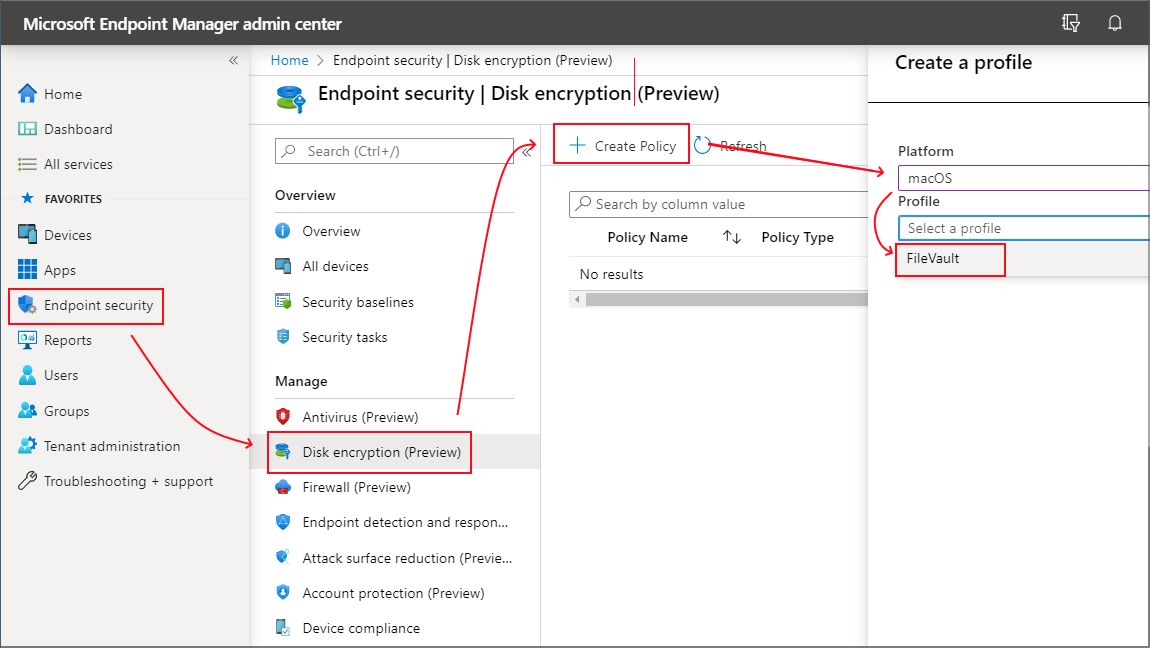 Microsoft Endpoint Manager admin center
Home
Dashboard
All services
FAVORITES
Devices
Apps
Endpoint security
Reports
Users
Groups
Tenant administration
Troubleshooting + support
Home > Endpoint security | Disk encryption (Preview)
Endpoint security | Disk encryption (Preview)
Search (Ctrl+/)
Overview
Overview
All devices
Security baselines
Security tasks
Manage
Antivirus (Preview)
Disk encryption (Preview)
Firewall (Preview)
Endpoint detection and respon...
Attack surface reduction (Previe...
Account protection (Preview)
Device compliance
Create Policy
Refresh
Search by column value
Policy Name
Policy Type
No results
Create a profile
Platform
macOS
Profile
Select a profile
FileVault